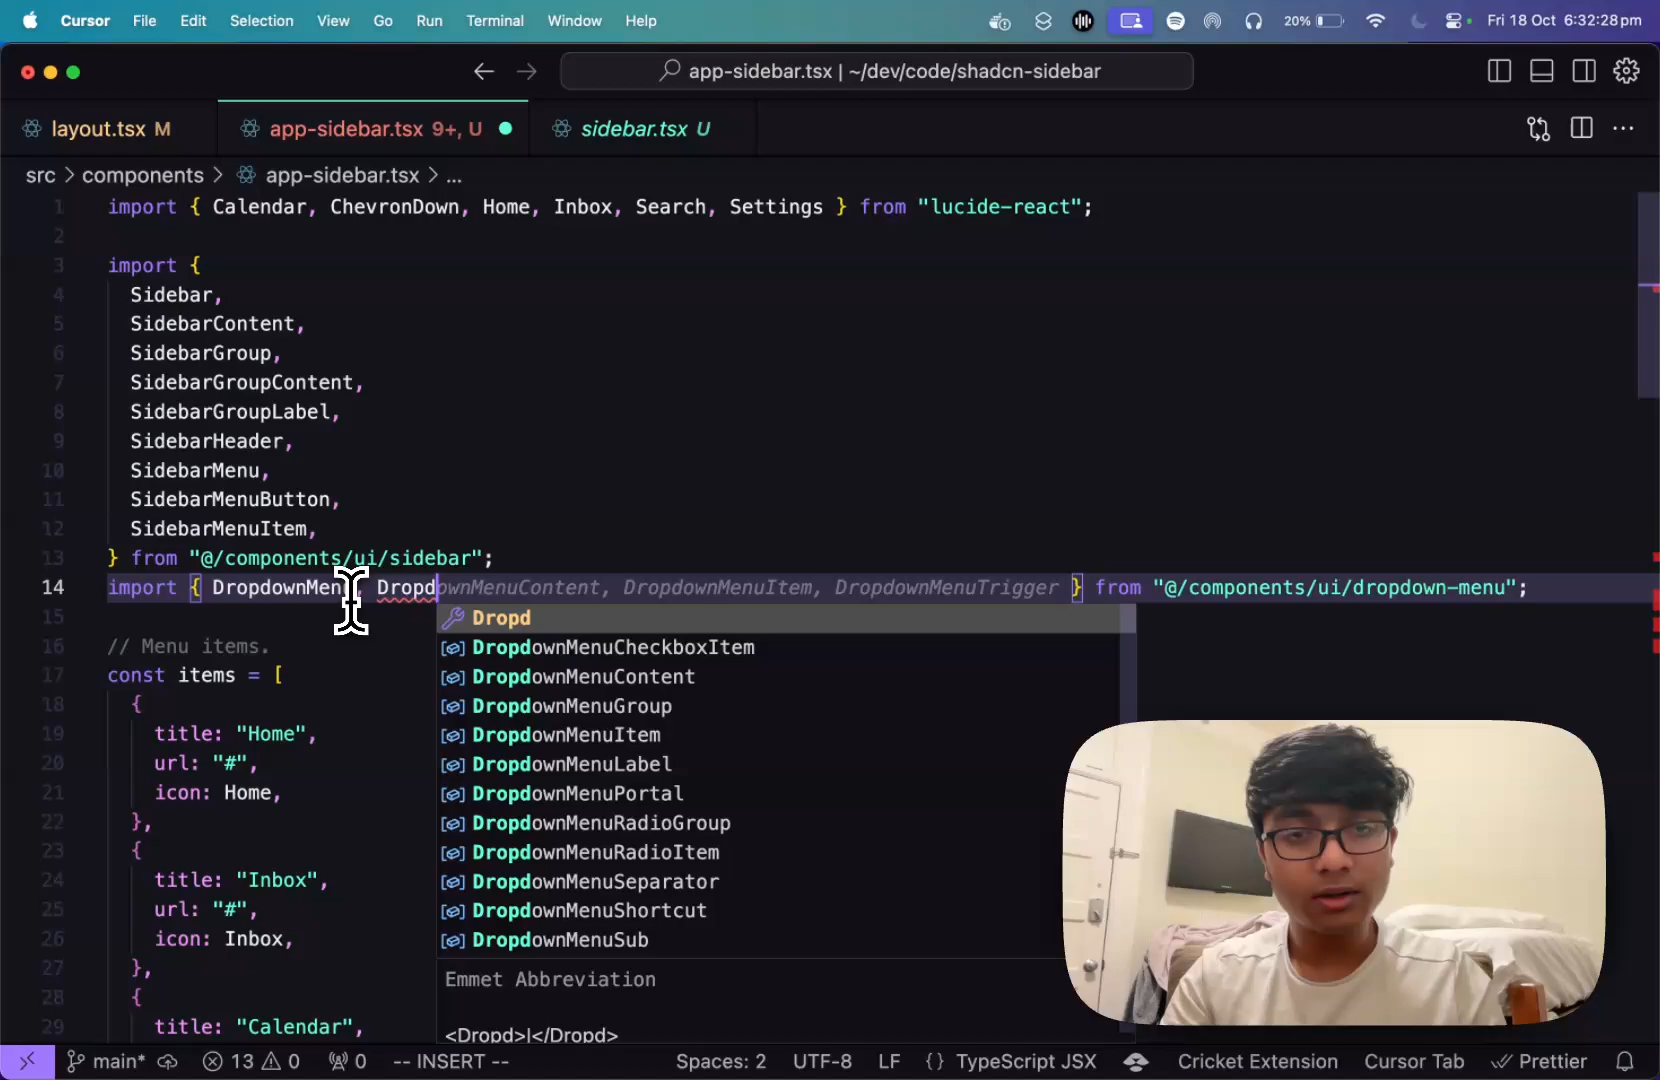 Cursor File Edit Selection View Go Run Terminal Window Help 20% Fri 18 Oct 6:32:28 pm
app-sidebar.tsx | ~/dev/code/shadcn-sidebar
layout.tsx M app-sidebar.tsx 9+, U sidebar.tsx U
src > components > app-sidebar.tsx > ...
1 import { Calendar, ChevronDown, Home, Inbox, Search, Settings } from "lucide-react";
2
3 import {
4 Sidebar,
5 SidebarContent,
6 SidebarGroup,
7 SidebarGroupContent,
8 SidebarGroupLabel,
9 SidebarHeader,
10 SidebarMenu,
11 SidebarMenuButton,
12 SidebarMenuItem,
13 } from "@/components/ui/sidebar";
14 import { DropdownMenu, DropdownMenuContent, DropdownMenuItem, DropdownMenuTrigger } from "@/components/ui/dropdown-menu";
15
Dropd
16 // Menu items.
DropdownMenuCheckboxItem
17 const items = [
DropdownMenuContent
18 {
DropdownMenuGroup
19 title: "Home",
DropdownMenuItem
20 url: "#",
DropdownMenuLabel
21 icon: Home,
DropdownMenuPortal
22 },
DropdownMenuRadioGroup
23 {
DropdownMenuRadioItem
24 title: "Inbox",
DropdownMenuSeparator
25 url: "#",
DropdownMenuShortcut
26 icon: Inbox,
DropdownMenuSub
27 },
Emmet Abbreviation
28 {
29 title: "Calendar",
<Dropd>|</Dropd>
main* 13 0 0 -- INSERT -- Spaces: 2 UTF-8 LF {} TypeScript JSX Cricket Extension Cursor Tab Prettier